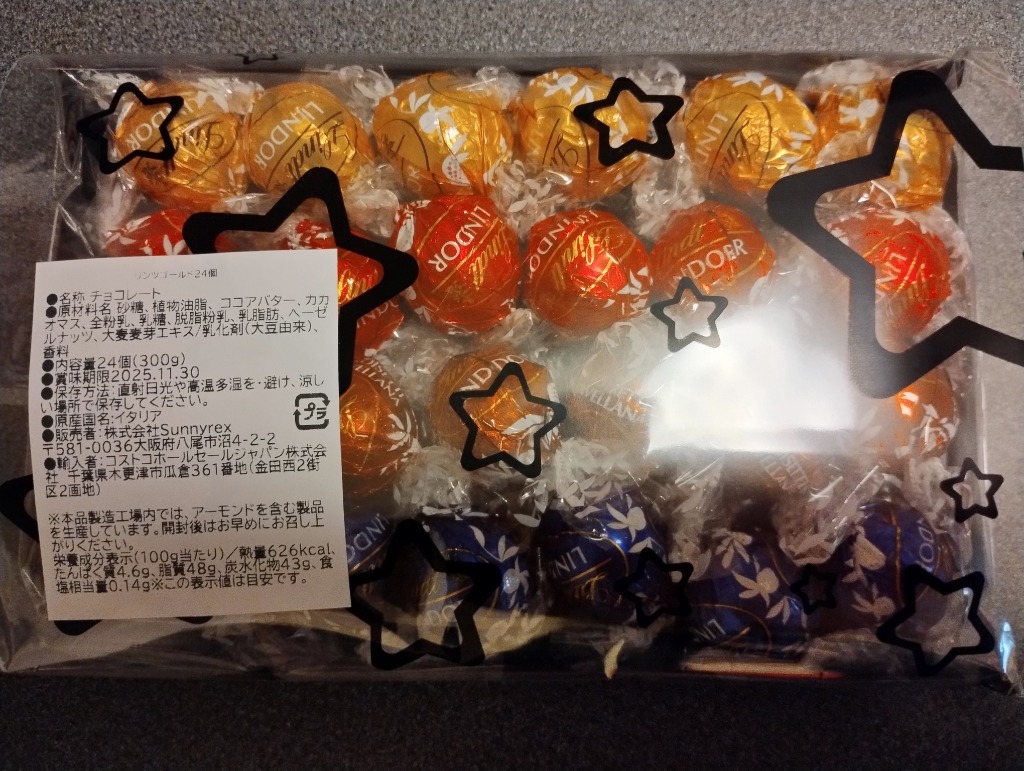 リンツゴールド24個
●名称 チョコレート
●原材料名 砂糖、植物油脂、ココアバター、カカ
オマス、全粉乳、乳糖、脱脂粉乳、乳脂肪、ヘーゼ
ルナッツ、大麦麦芽エキス/乳化剤(大豆由来)、
香料
●内容量24個(300g)
●賞味期限2025.11.30
●保存方法:直射日光や高温多湿を・避け、涼し
い場所で保存してください。
●原産国名:イタリア
●販売者:株式会社Sunnyrex
〒581-0036大阪府八尾市沼4-2-2
●輸入者:コストコホールセールジャパン株式会
社 千葉県木更津市瓜倉361番地(金田西2街
区2画地)
プラ
※本品製造工場内では、アーモンドを含む製品
を生産しています。開封後はお早めにお召し上
がりください。
栄養成分表示(100g当たり)/熱量626kcal、
たんぱく質4.6g、脂質48g、炭水化物43g、食
塩相当量0.14g※この表示値は目安です。
LINDOR
Lindt
LINDOR
Lindt
Lindt
LINDOR
Lindt
LINDOR
Lindt
LINDOR
Lindt
LINDOR